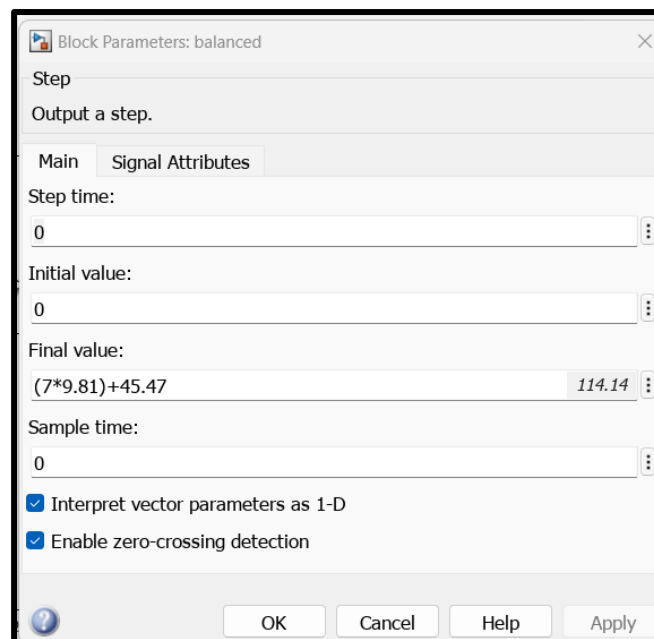 Block Parameters: balanced
Step
Output a step.
Main Signal Attributes
Step time:
0
Initial value:
0
Final value:
(7*9.81)+45.47 114.14
Sample time:
0
Interpret vector parameters as 1-D
Enable zero-crossing detection
? OK Cancel Help Apply